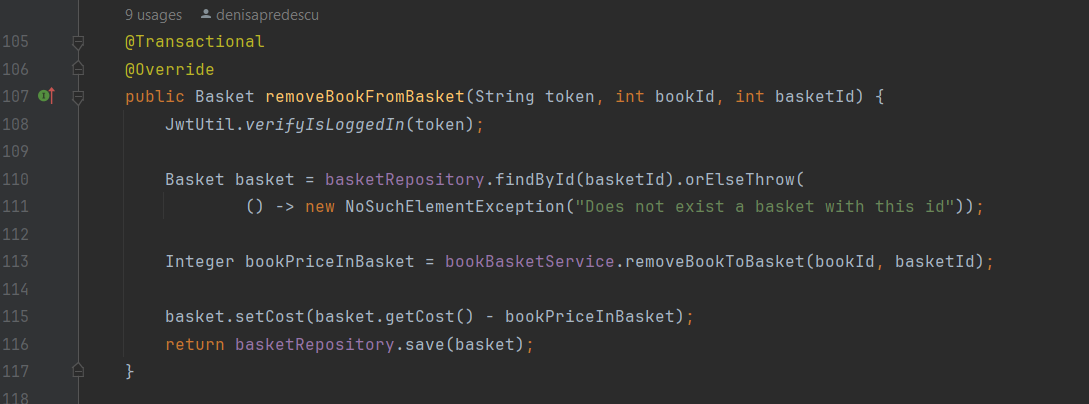 9 usages denisapredescu
105 @Transactional
106 @Override
107 public Basket removeBookFromBasket(String token, int bookId, int basketId) {
108 JwtUtil.verifyIsLoggedIn(token);
109
110 Basket basket = basketRepository.findById(basketId).orElseThrow(
111 () -> new NoSuchElementException("Does not exist a basket with this id"));
112
113 Integer bookPriceInBasket = bookBasketService.removeBookToBasket(bookId, basketId);
114
115 basket.setCost(basket.getCost() - bookPriceInBasket);
116 return basketRepository.save(basket);
117 }
118